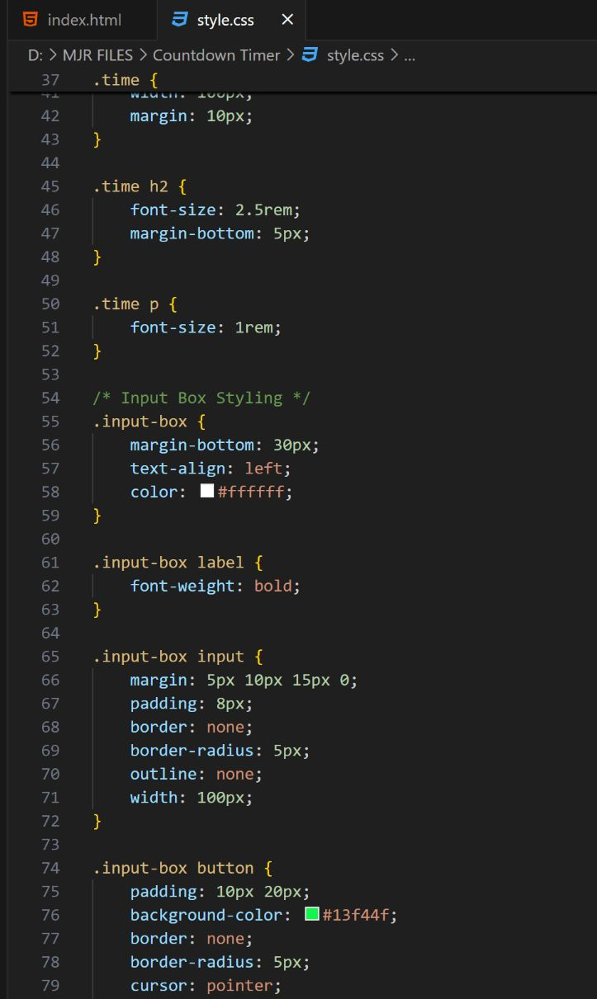 index.html
style.css
D: > MJR FILES > Countdown Timer > style.css > ...
37 .time {
41 width: 100px;
42 margin: 10px;
43 }
44
45 .time h2 {
46 font-size: 2.5rem;
47 margin-bottom: 5px;
48 }
49
50 .time p {
51 font-size: 1rem;
52 }
53
54 /* Input Box Styling */
55 .input-box {
56 margin-bottom: 30px;
57 text-align: left;
58 color: #ffffff;
59 }
60
61 .input-box label {
62 font-weight: bold;
63 }
64
65 .input-box input {
66 margin: 5px 10px 15px 0;
67 padding: 8px;
68 border: none;
69 border-radius: 5px;
70 outline: none;
71 width: 100px;
72 }
73
74 .input-box button {
75 padding: 10px 20px;
76 background-color: #13f44f;
77 border: none;
78 border-radius: 5px;
79 cursor: pointer;